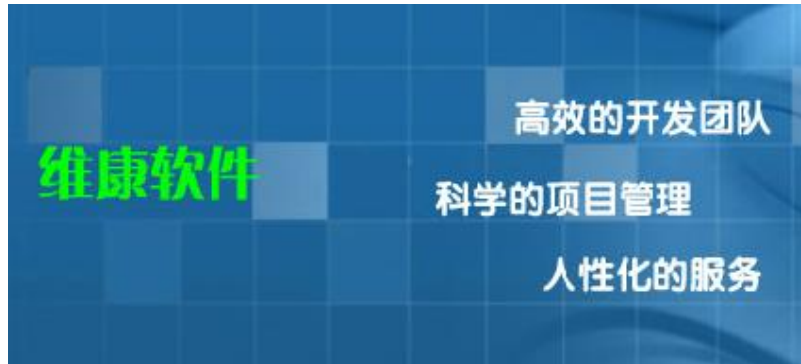 高效的开发团队
维康软件
科学的项目管理
人性化的服务